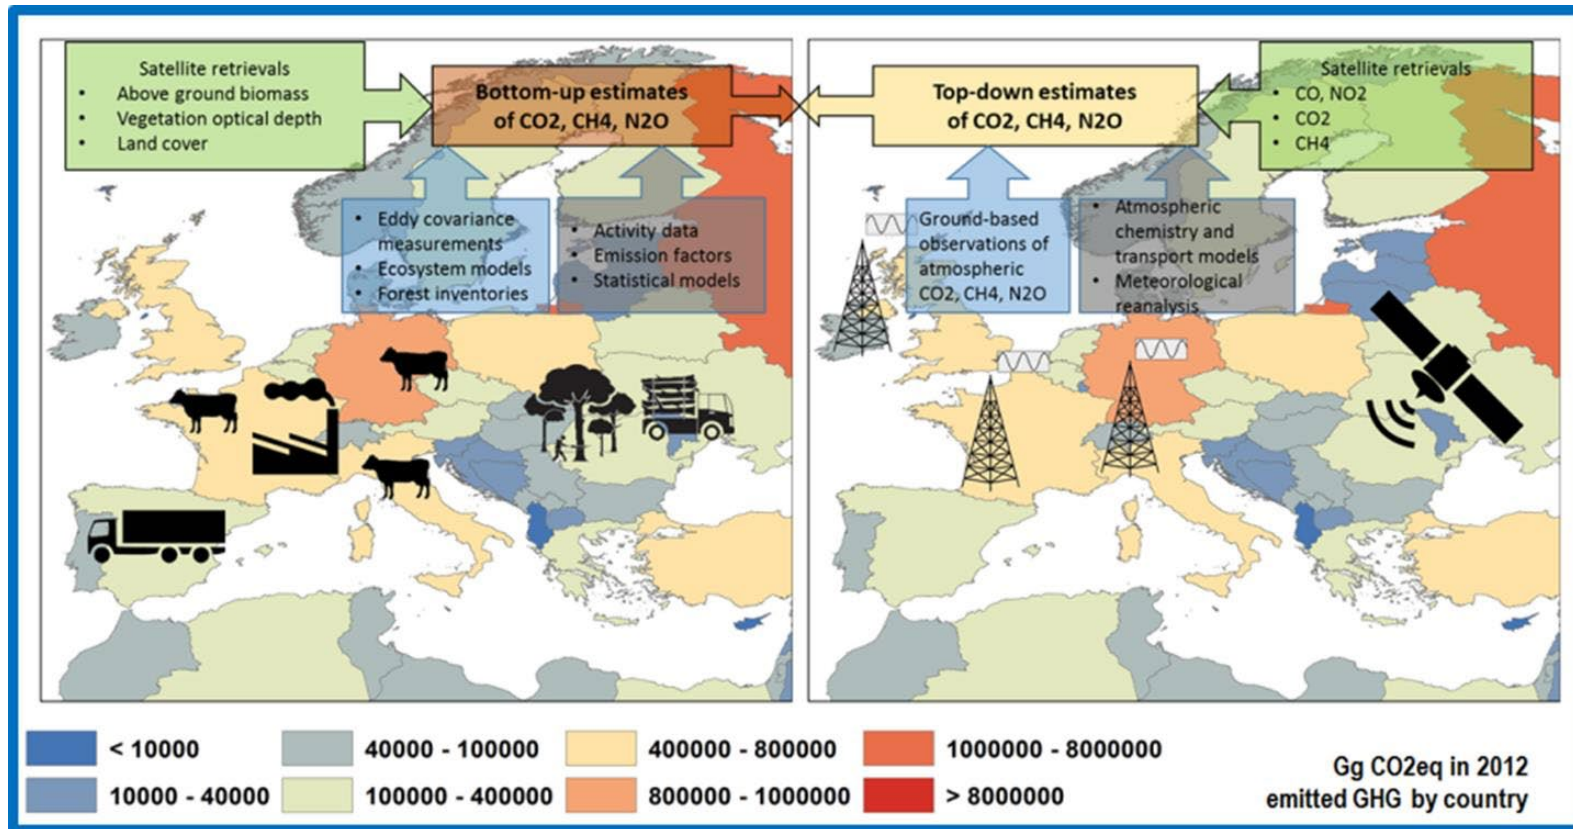 Satellite retrievals
• Above ground biomass
• Vegetation optical depth
• Land cover
Bottom-up estimates
of CO2, CH4, N2O
• Eddy covariance
measurements
• Ecosystem models
• Forest inventories
• Activity data
• Emission factors
• Statistical models
Top-down estimates
of CO2, CH4, N2O
Satellite retrievals
• CO, NO2
• CO2
• CH4
Ground-based
observations of
atmospheric
CO2, CH4, N2O
• Atmospheric
chemistry and
transport models
• Meteorological
reanalysis
< 10000
40000 - 100000
400000 - 800000
1000000 - 8000000
10000 - 40000
100000 - 400000
800000 - 1000000
> 8000000
Gg CO2eq in 2012
emitted GHG by country